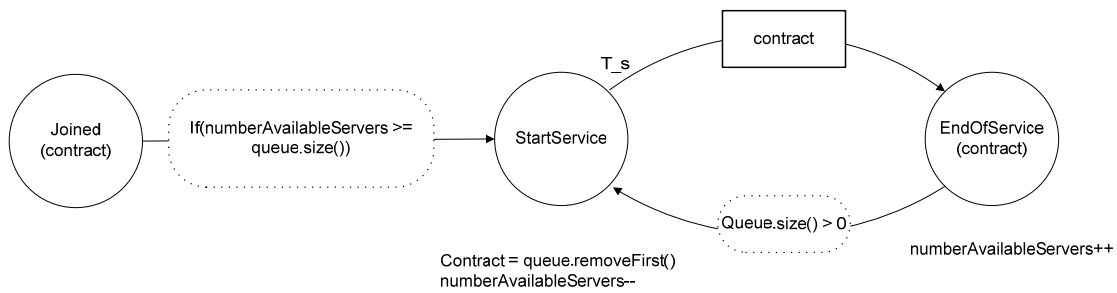 contract
T_s
Joined
(contract)
If(numberAvailableServers >=
queue.size())
StartService
EndOfService
(contract)
Queue.size() > 0
Contract = queue.removeFirst()
numberAvailableServers--
numberAvailableServers++